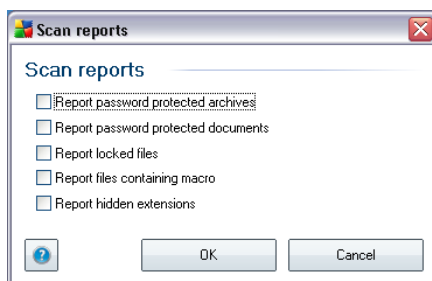 Scan reports
Scan reports
Report password protected archives
Report password protected documents
Report locked files
Report files containing macro
Report hidden extensions
?
OK
Cancel